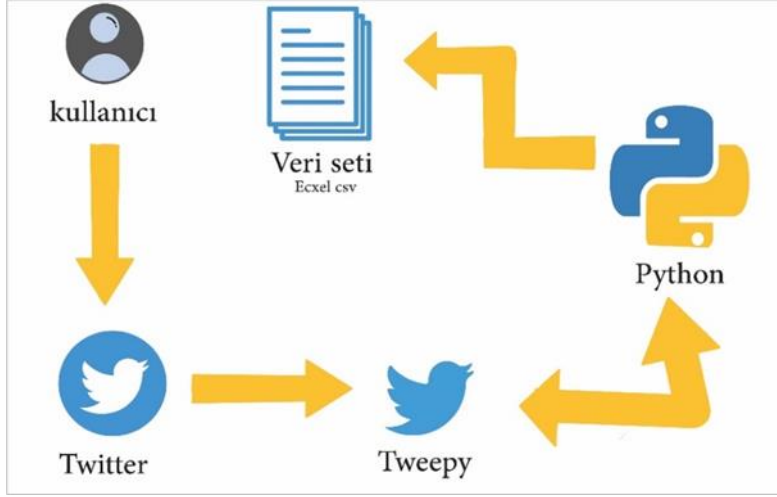 kullanıcı
Veri seti
Ecxel csv
Python
Twitter
Tweepy